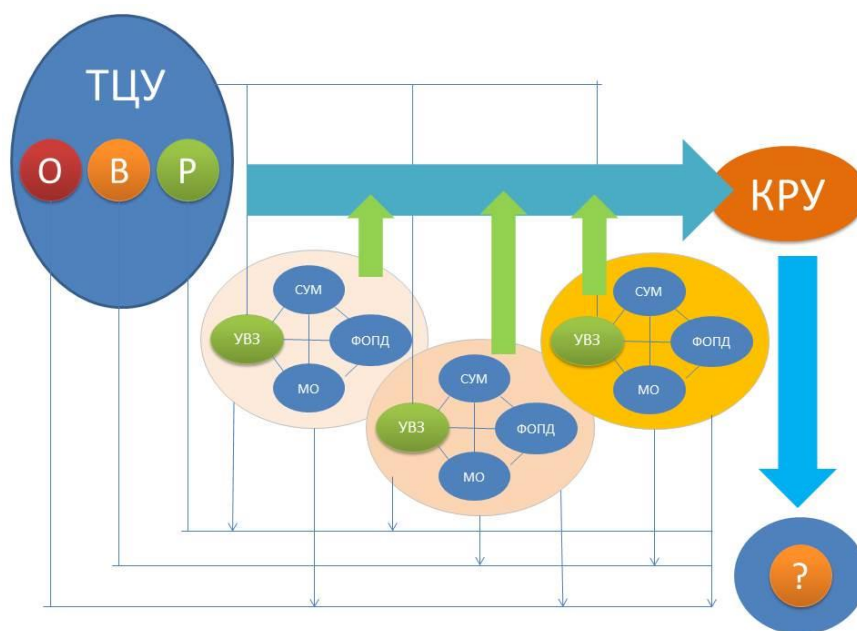 ТЦУ
О В Р
КРУ
СУМ
УВЗ
ФОПД
МО
СУМ
УВЗ
ФОПД
МО
СУМ
УВЗ
ФОПД
МО
?